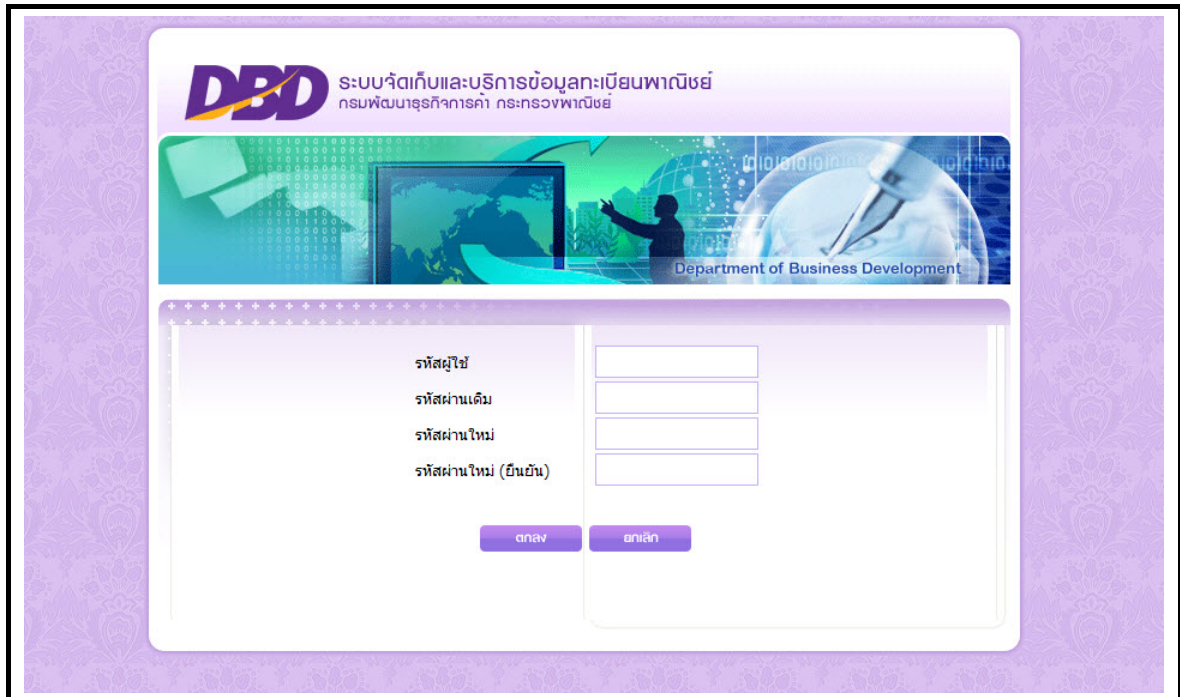 DBD
ระบบจัดเก็บและบริการข้อมูลทะเบียนพาณิชย์
กรมพัฒนาธุรกิจการค้า กระทรวงพาณิชย์
Department of Business Development
รหัสผู้ใช้
รหัสผ่านเดิม
รหัสผ่านใหม่
รหัสผ่านใหม่ (ยืนยัน)
ตกลง ยกเลิก